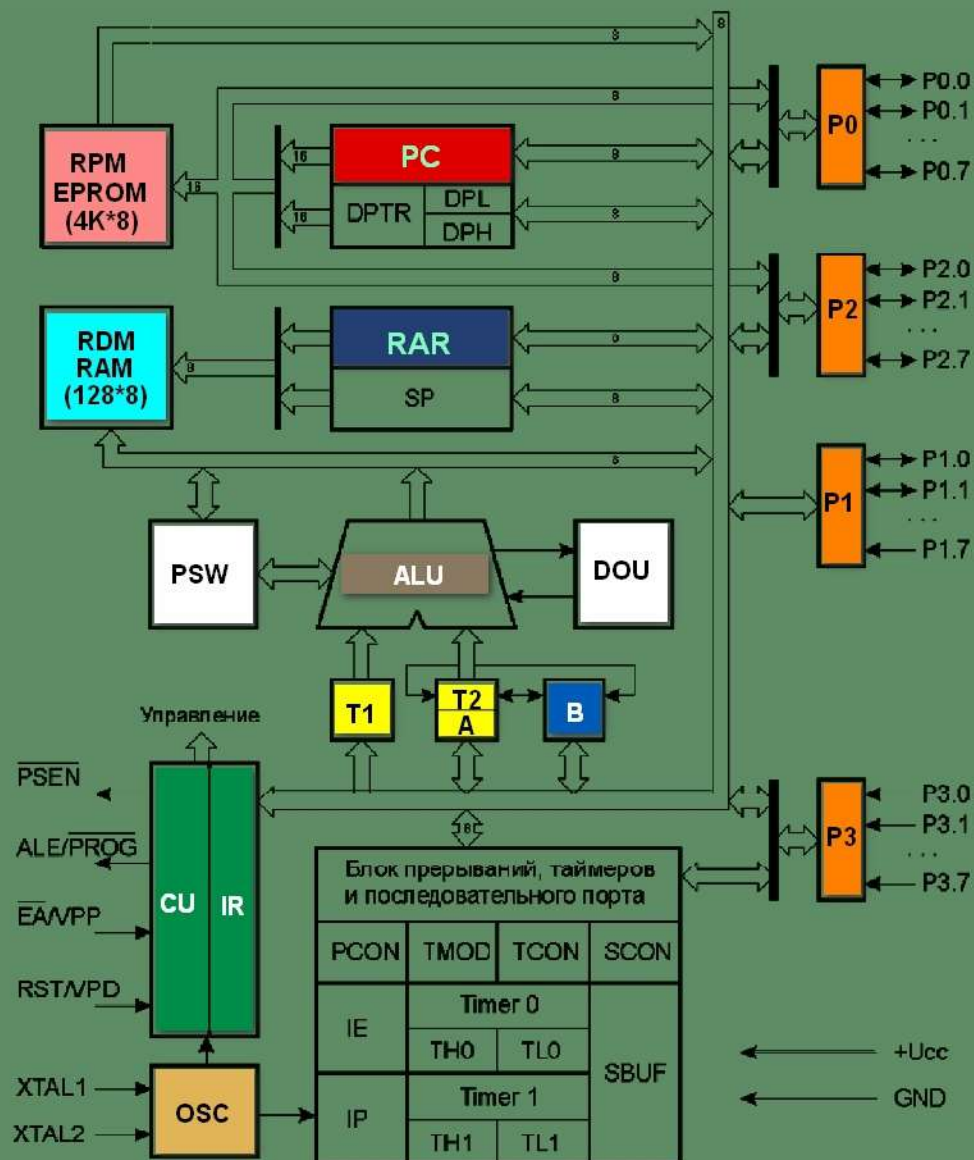 8
8
P0.0
8
P0.1
P0
RPM
EPROM
(4K*8)
16
16
PC
8
...
P0.7
16
DPTR
DPL
DPH
8
8
P2.0
P2.1
P2
RDM
RAM
(128*8)
8
RAR
0
...
P2.7
SP
8
8
P1.0
P1.1
P1
...
P1.7
PSW
ALU
DOU
T1
T2
A
B
Управление
PSEN
P3.0
ALE/PROG
P3.1
P3
...
P3.7
Блок прерываний, таймеров
и последовательного порта
CU
IR
EA/VPP
PCON
TMOD
TCON
SCON
RST/VPD
IE
Timer 0
TH0
TL0
SBUF
+Ucc
XTAL1
OSC
IP
Timer 1
GND
XTAL2
TH1
TL1